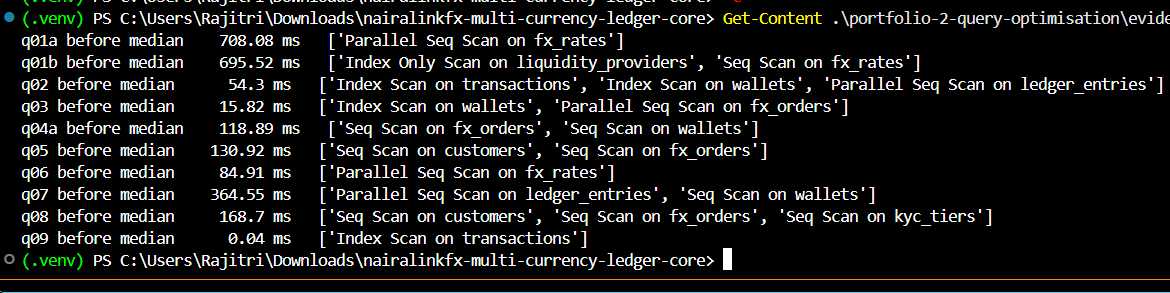 (.venv) PS C:\Users\Rajitri\Downloads\nairalinkfx-multi-currency-ledger-core> Get-Content .\portfolio-2-query-optimisation\evide
q01a before median 708.08 ms ['Parallel Seq Scan on fx_rates']
q01b before median 695.52 ms ['Index Only Scan on liquidity_providers', 'Seq Scan on fx_rates']
q02 before median 54.3 ms ['Index Scan on transactions', 'Index Scan on wallets', 'Parallel Seq Scan on ledger_entries']
q03 before median 15.82 ms ['Index Scan on wallets', 'Parallel Seq Scan on fx_orders']
q04a before median 118.89 ms ['Seq Scan on fx_orders', 'Seq Scan on wallets']
q05 before median 130.92 ms ['Seq Scan on customers', 'Seq Scan on fx_orders']
q06 before median 84.91 ms ['Parallel Seq Scan on fx_rates']
q07 before median 364.55 ms ['Parallel Seq Scan on ledger_entries', 'Seq Scan on wallets']
q08 before median 168.7 ms ['Seq Scan on customers', 'Seq Scan on fx_orders', 'Seq Scan on kyc_tiers']
q09 before median 0.04 ms ['Index Scan on transactions']
(.venv) PS C:\Users\Rajitri\Downloads\nairalinkfx-multi-currency-ledger-core>